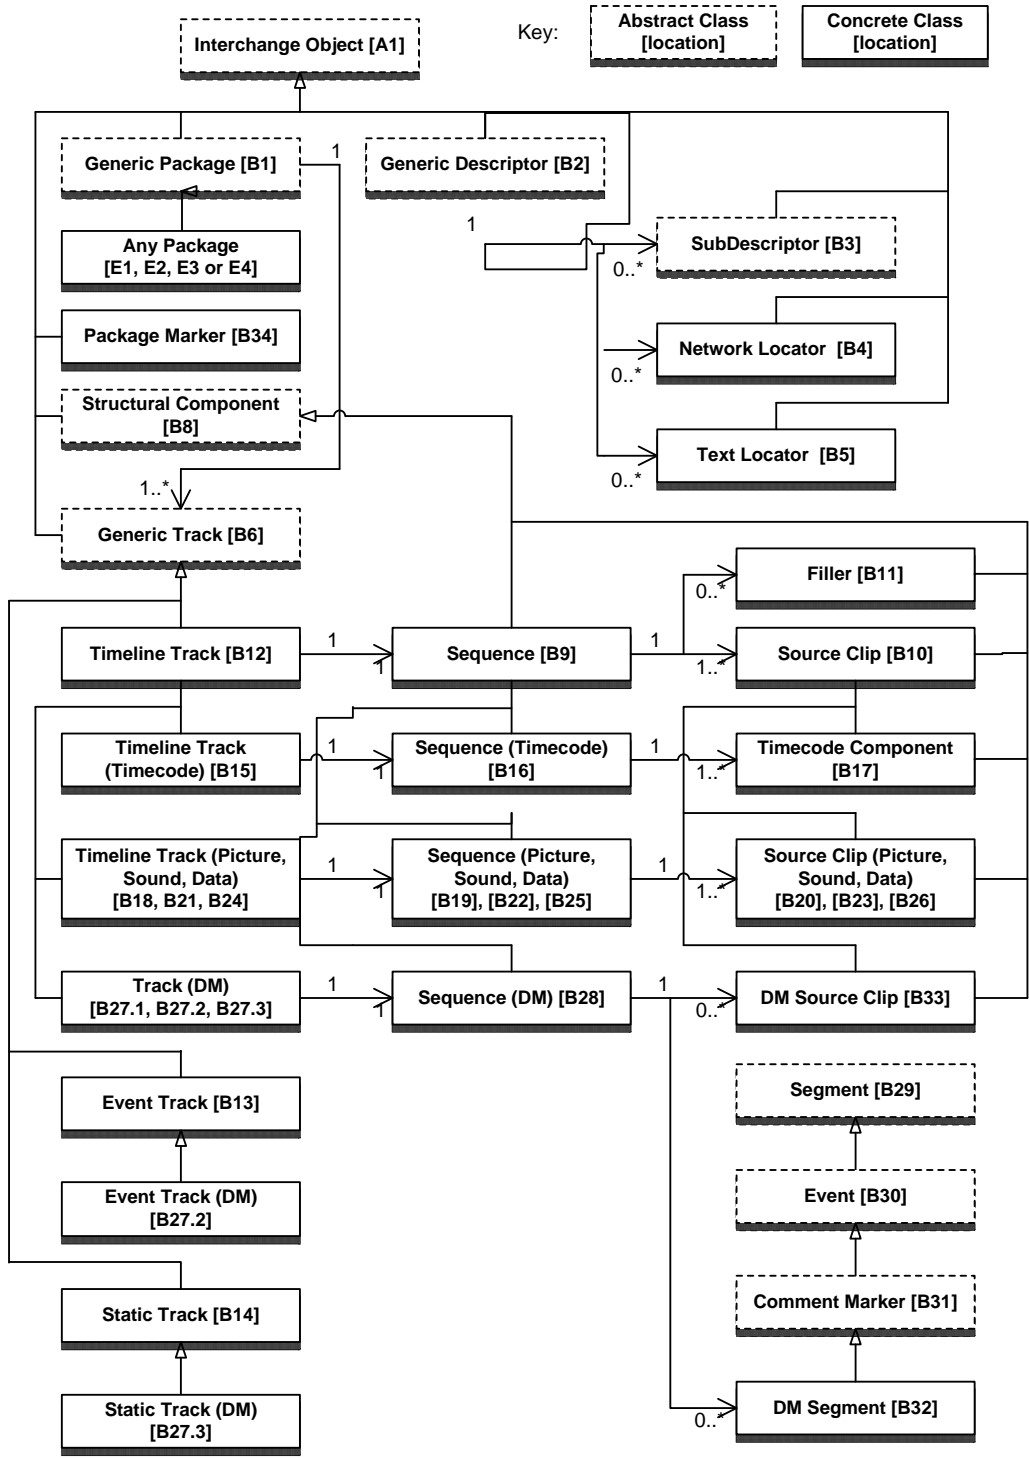 Interchange Object [A1]
Key:
Abstract Class
[location]
Concrete Class
[location]
Generic Package [B1]
1
Generic Descriptor [B2]
Any Package
[E1, E2, E3 or E4]
1
0..*
SubDescriptor [B3]
Package Marker [B34]
0..*
Network Locator [B4]
Structural Component
[B8]
0..*
Text Locator [B5]
1..*
Generic Track [B6]
0..*
Filler [B11]
Timeline Track [B12]
1
1
Sequence [B9]
1
1..*
Source Clip [B10]
Timeline Track
(Timecode) [B15]
1
1
Sequence (Timecode)
[B16]
1
1..*
Timecode Component
[B17]
Timeline Track (Picture,
Sound, Data)
[B18, B21, B24]
1
1
Sequence (Picture,
Sound, Data)
[B19], [B22], [B25]
1
1..*
Source Clip (Picture,
Sound, Data)
[B20], [B23], [B26]
Track (DM)
[B27.1, B27.2, B27.3]
1
1
Sequence (DM) [B28]
1
0..*
DM Source Clip [B33]
Event Track [B13]
Segment [B29]
Event Track (DM)
[B27.2]
Event [B30]
Static Track [B14]
Comment Marker [B31]
Static Track (DM)
[B27.3]
0..*
DM Segment [B32]